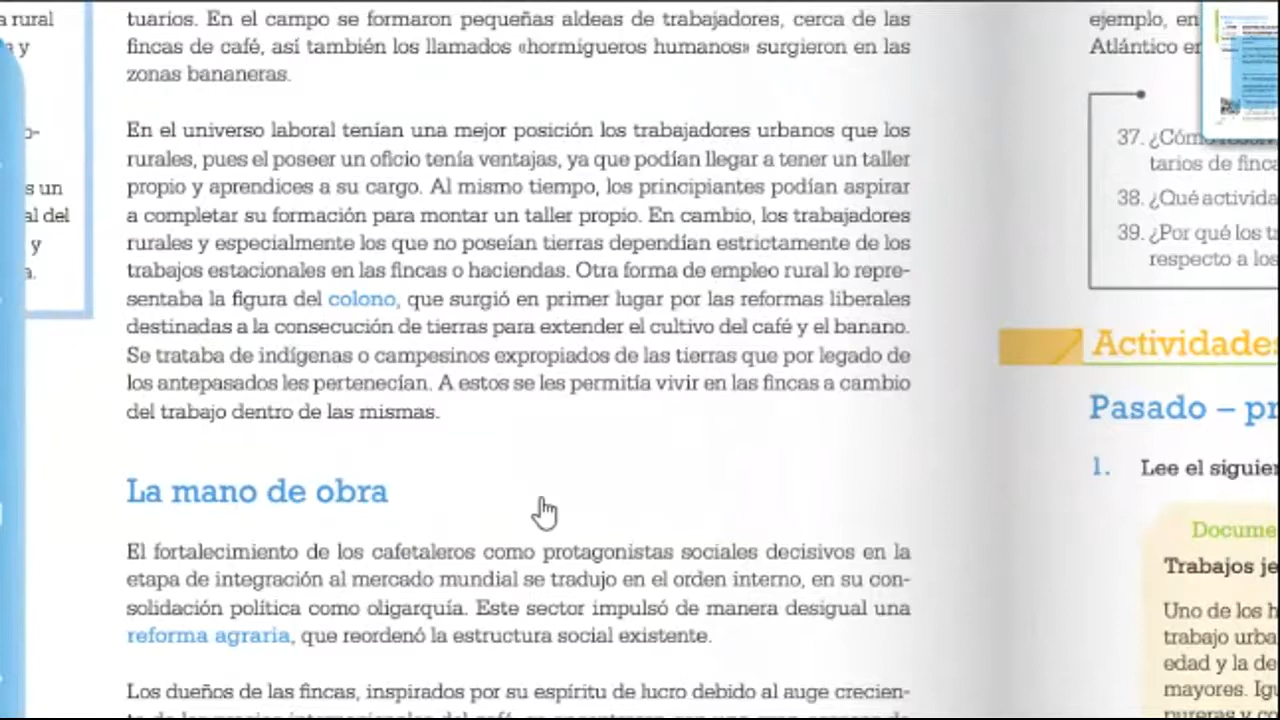 a rural
y
o-
s un
al del
y
a.
tuarios. En el campo se formaron pequeñas aldeas de trabajadores, cerca de las
fincas de café, así también los llamados «hormigueros humanos» surgieron en las
zonas bananeras.
En el universo laboral tenían una mejor posición los trabajadores urbanos que los
rurales, pues el poseer un oficio tenía ventajas, ya que podían llegar a tener un taller
propio y aprendices a su cargo. Al mismo tiempo, los principiantes podían aspirar
a completar su formación para montar un taller propio. En cambio, los trabajadores
rurales y especialmente los que no poseían tierras dependían estrictamente de los
trabajos estacionales en las fincas o haciendas. Otra forma de empleo rural lo repre-
sentaba la figura del colono, que surgió en primer lugar por las reformas liberales
destinadas a la consecución de tierras para extender el cultivo del café y el banano.
Se trataba de indígenas o campesinos expropiados de las tierras que por legado de
los antepasados les pertenecían. A estos se les permitía vivir en las fincas a cambio
del trabajo dentro de las mismas.
La mano de obra
El fortalecimiento de los cafetaleros como protagonistas sociales decisivos en la
etapa de integración al mercado mundial se tradujo en el orden interno, en su con-
solidación política como oligarquía. Este sector impulsó de manera desigual una
reforma agraria, que reordenó la estructura social existente.
Los dueños de las fincas, inspirados por su espíritu de lucro debido al auge crecien-
ejemplo, en
Atlántico en
37. ¿Cómo
tarios de finca
38. ¿Qué activida
39. ¿Por qué los tr
respecto a los
Actividades
Pasado – pr
1. Lee el siguien
Docume
Trabajos je
Uno de los h
trabajo urba
edad y la de
mayores. Igu
pureras y co